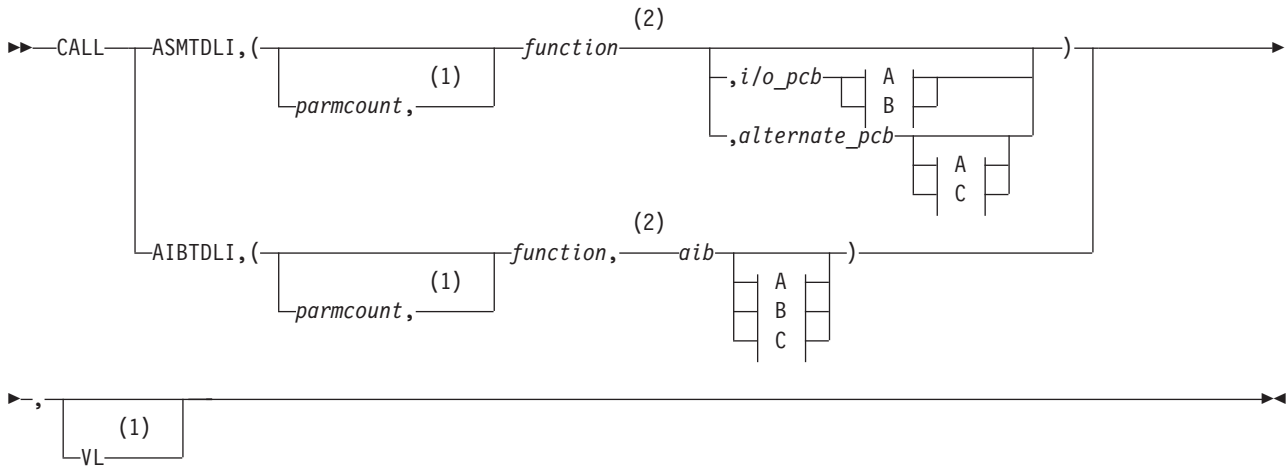 (2)
CALL ASMTDLI,( function )
(1) ,i/o_pcb A
parmcount, B
,alternate_pcb
A
C
(2)
AIBTDLI,( function, aib )
(1) A
parmcount, B
C
,
(1)
VL